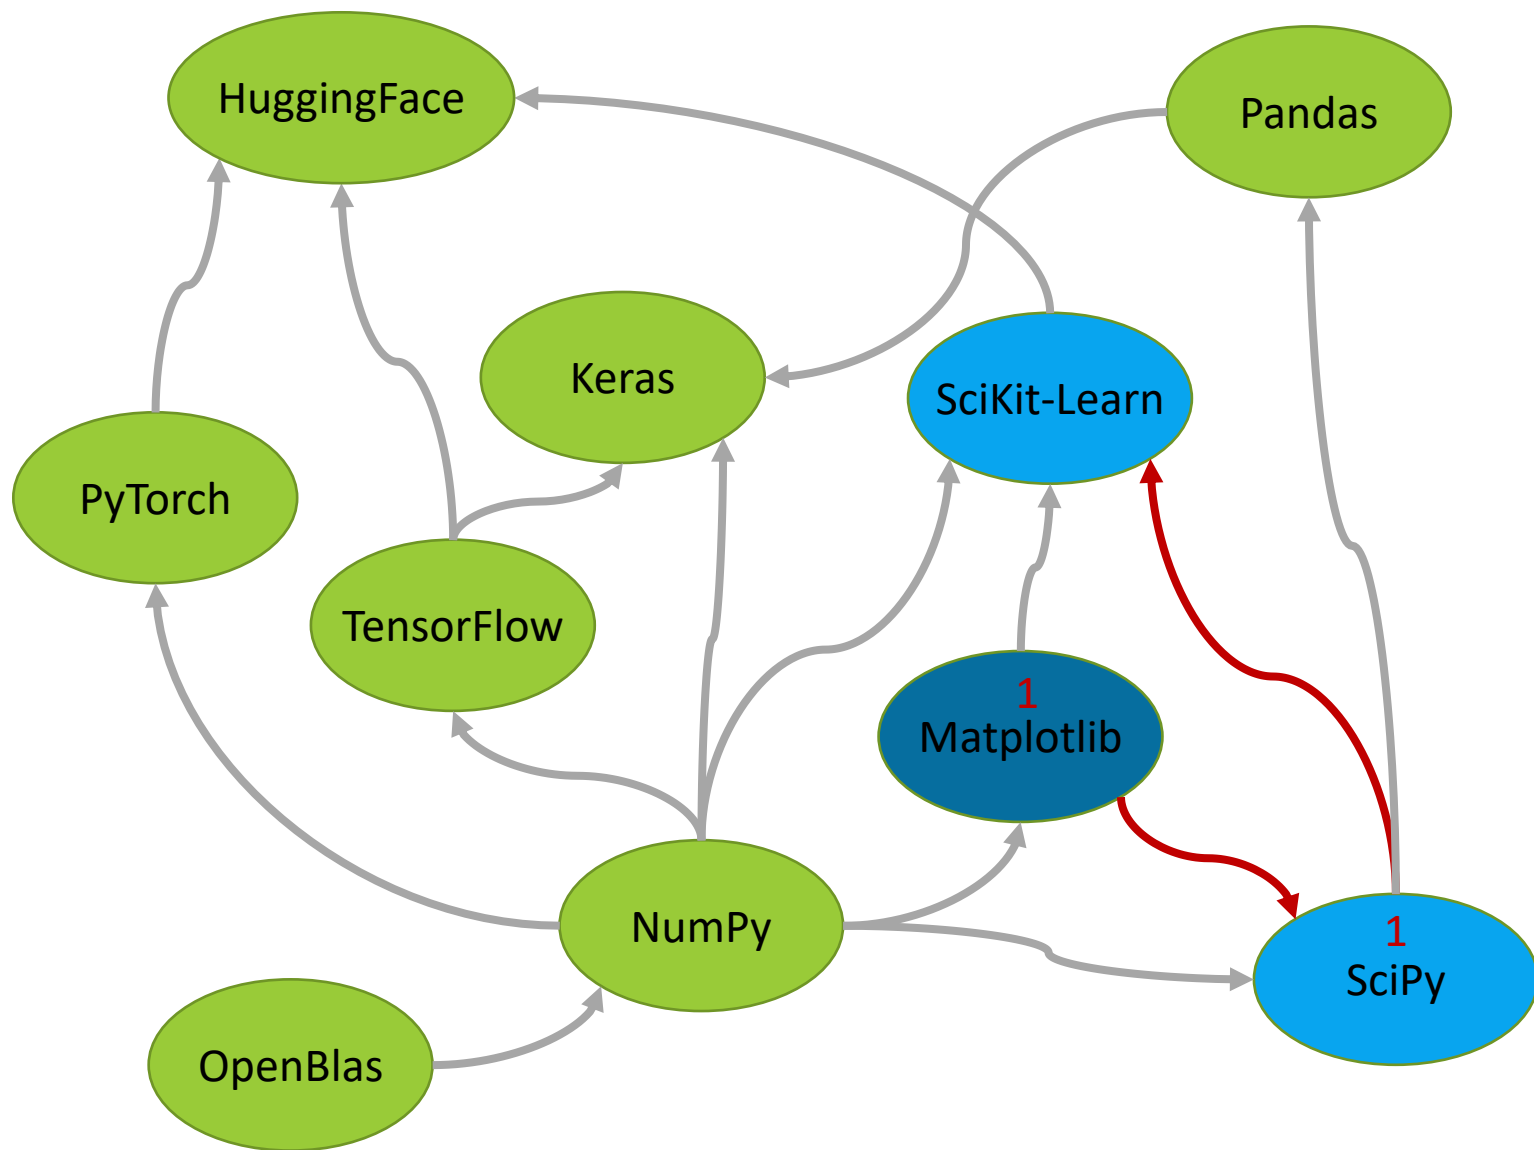 HuggingFace
Pandas
Keras
SciKit-Learn
PyTorch
TensorFlow
1
Matplotlib
NumPy
1
SciPy
OpenBlas